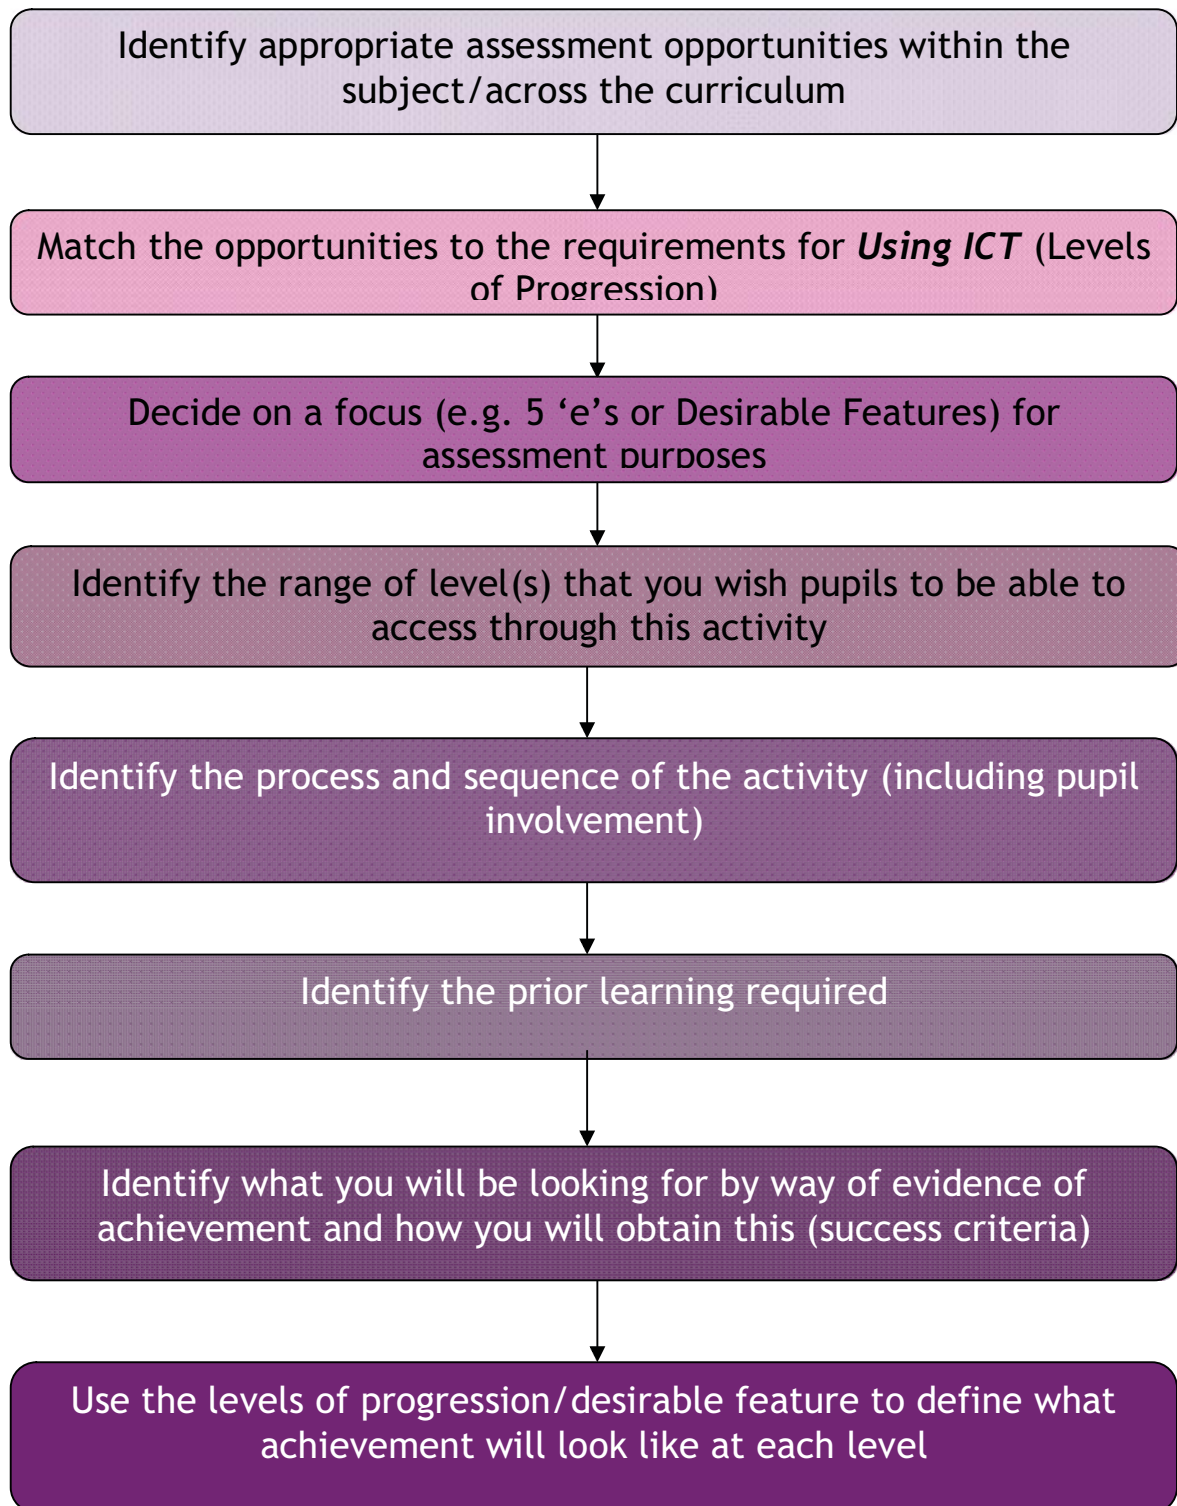 Identify appropriate assessment opportunities within the
subject/across the curriculum
Match the opportunities to the requirements for Using ICT (Levels
of Progression)
Decide on a focus (e.g. 5 ‘e’s or Desirable Features) for
assessment purposes
Identify the range of level(s) that you wish pupils to be able to
access through this activity
Identify the process and sequence of the activity (including pupil
involvement)
Identify the prior learning required
Identify what you will be looking for by way of evidence of
achievement and how you will obtain this (success criteria)
Use the levels of progression/desirable feature to define what
achievement will look like at each level